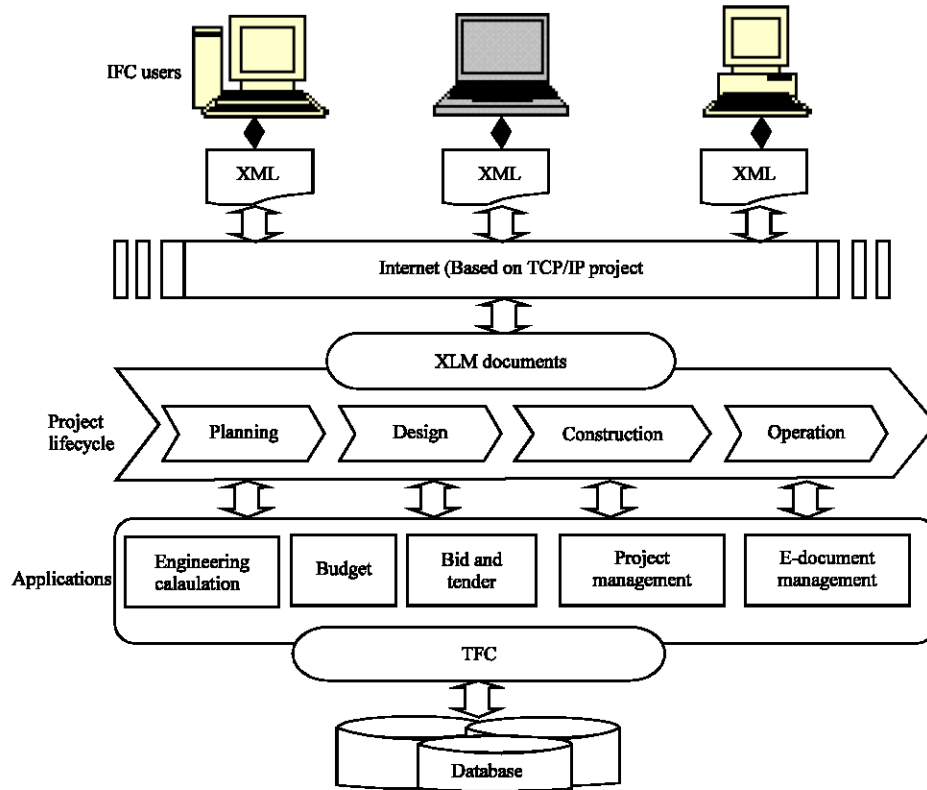 IFC users
XML
XML
XML
Internet (Based on TCP/IP project
XLM documents
Project
lifecycle
Planning
Design
Construction
Operation
Applications
Engineering
calaulation
Budget
Bid and
tender
Project
management
E-document
management
TFC
Database